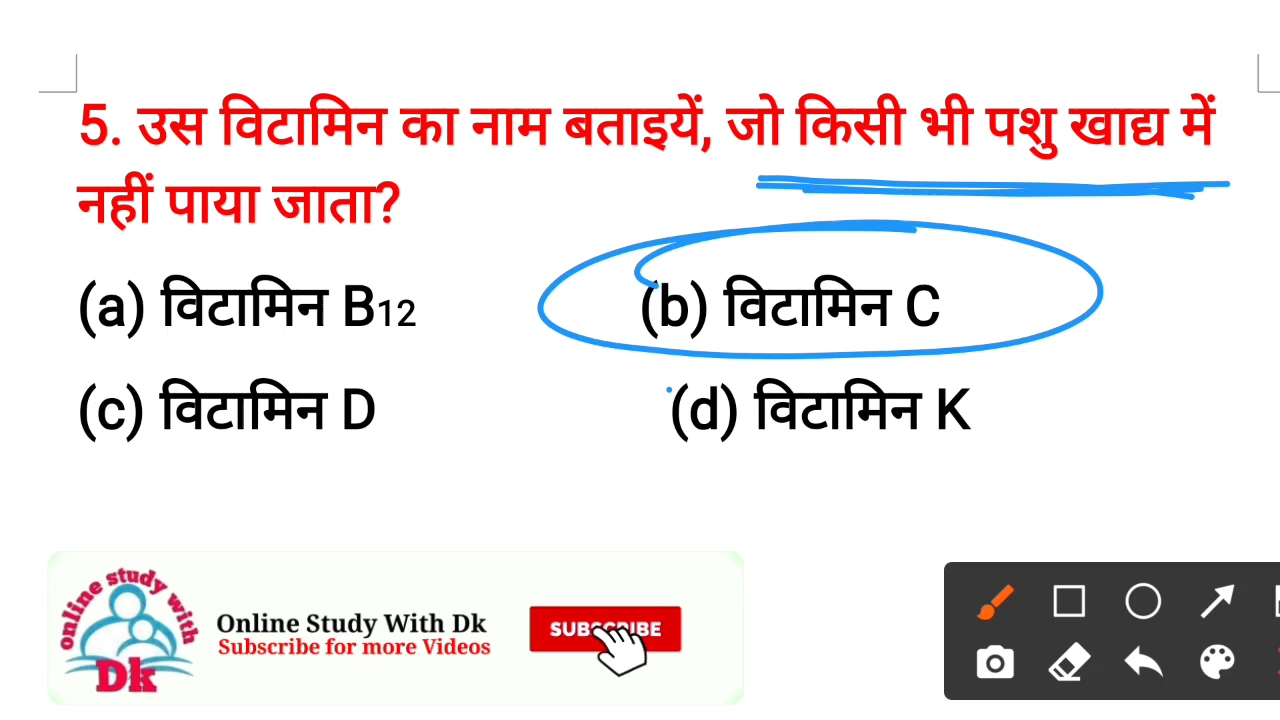 5. उस विटामिन का नाम बताइयें, जो किसी भी पशु खाद्य में
नहीं पाया जाता?
(a) विटामिन B12 (b) विटामिन C
(c) विटामिन D (d) विटामिन K
online study with
Dk
Online Study With Dk
Subscribe for more Videos
SUBSCRIBE